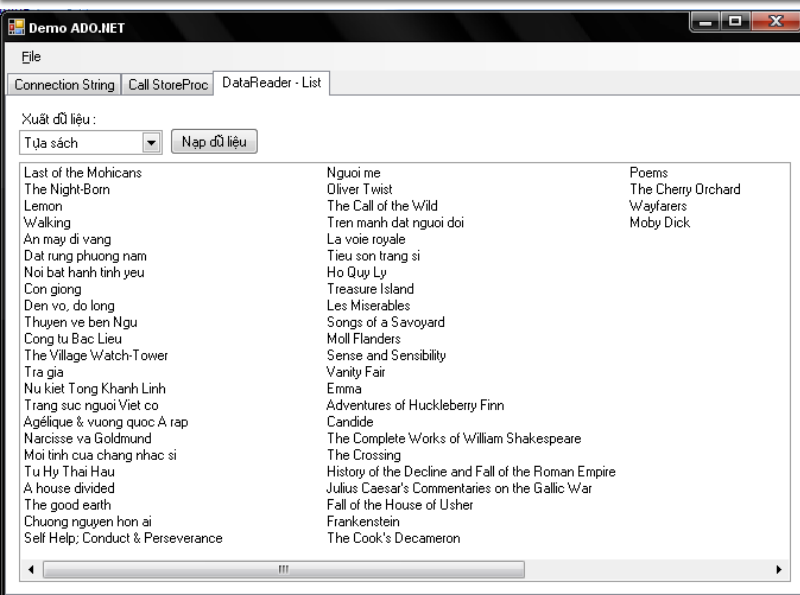 Demo ADO.NET
File
Connection String Call StoreProc DataReader - List
Xuất dữ liệu :
Tựa sách Nạp dữ liệu
Last of the Mohicans
The Night-Born
Lemon
Walking
An may di vang
Dat rung phuong nam
Noi bat hanh tinh yeu
Con giong
Den vo, do long
Thuyen ve ben Ngu
Cong tu Bac Lieu
The Village Watch-Tower
Tra gia
Nu kiet Tong Khanh Linh
Trang suc nguoi Viet co
Agélique & vuong quoc A rap
Narcisse va Goldmund
Moi tinh cua chang nhac si
Tu Hy Thai Hau
A house divided
The good earth
Chuong nguyen hon ai
Self Help; Conduct & Perseverance
Nguoi me
Oliver Twist
The Call of the Wild
Tren manh dat nguoi doi
La voie royale
Tieu son trang si
Ho Quy Ly
Treasure Island
Les Miserables
Songs of a Savoyard
Moll Flanders
Sense and Sensibility
Vanity Fair
Emma
Adventures of Huckleberry Finn
Candide
The Complete Works of William Shakespeare
The Crossing
History of the Decline and Fall of the Roman Empire
Julius Caesar's Commentaries on the Gallic War
Fall of the House of Usher
Frankenstein
The Cook's Decameron
Poems
The Cherry Orchard
Wayfarers
Moby Dick